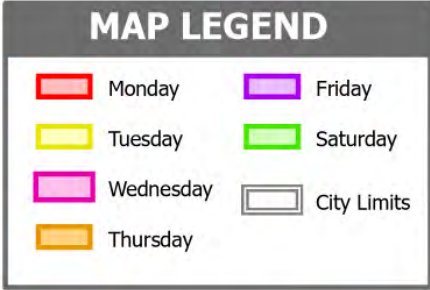 MAP LEGEND
Monday
Tuesday
Wednesday
Thursday
Friday
Saturday
City Limits